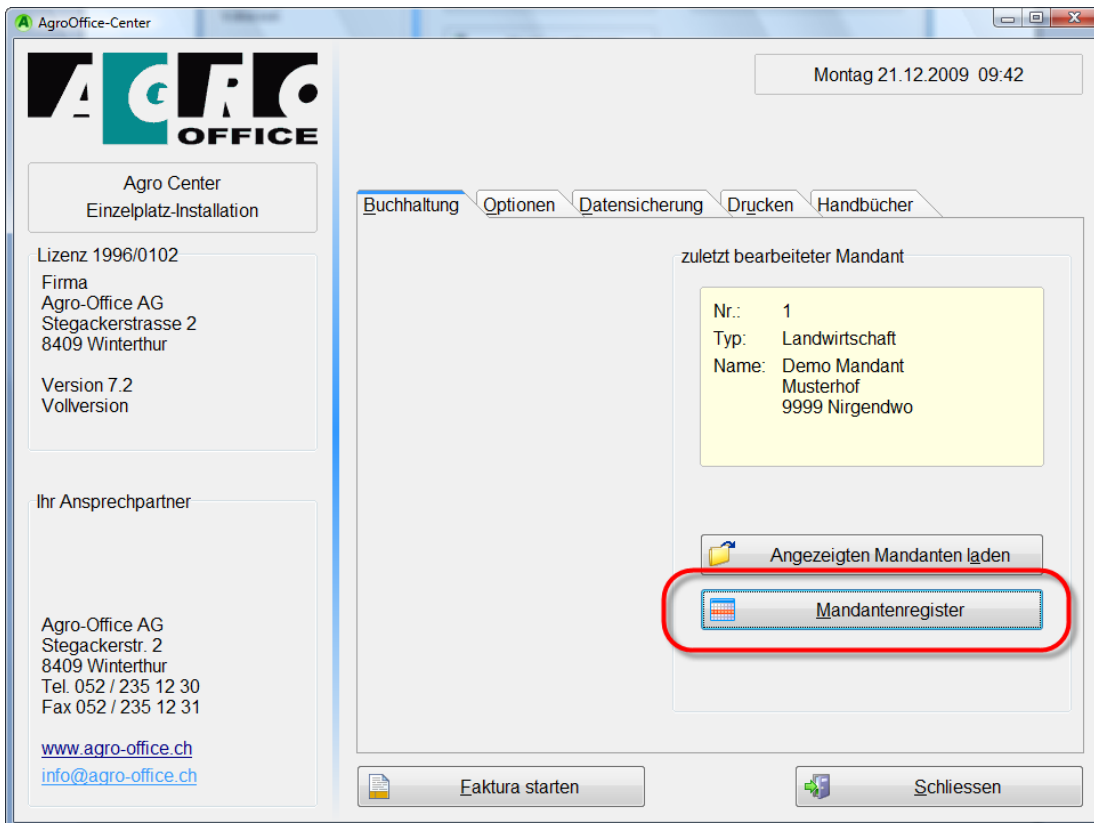 AgroOffice-Center
AGRO
OFFICE
Montag 21.12.2009 09:42
Agro Center
Einzelplatz-Installation
Lizenz 1996/0102
Firma
Agro-Office AG
Stegackerstrasse 2
8409 Winterthur
Version 7.2
Vollversion
Ihr Ansprechpartner
Agro-Office AG
Stegackerstr. 2
8409 Winterthur
Tel. 052 / 235 12 30
Fax 052 / 235 12 31
www.agro-office.ch
info@agro-office.ch
Buchhaltung Optionen Datensicherung Drucken Handbücher
zuletzt bearbeiteter Mandant
Nr.: 1
Typ: Landwirtschaft
Name: Demo Mandant
Musterhof
9999 Nirgendwo
Angezeigten Mandanten laden
Mandantenregister
Faktura starten
Schliessen